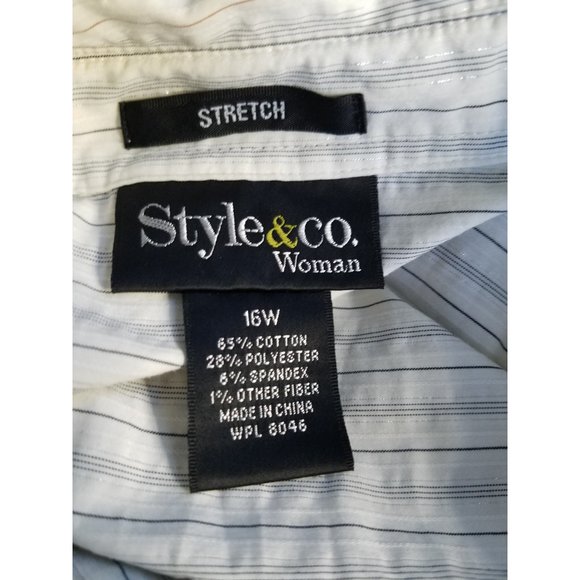 STRETCH
Style&co.
Woman
16W
65% COTTON
28% POLYESTER
6% SPANDEX
1% OTHER FIBER
MADE IN CHINA
WPL 8046